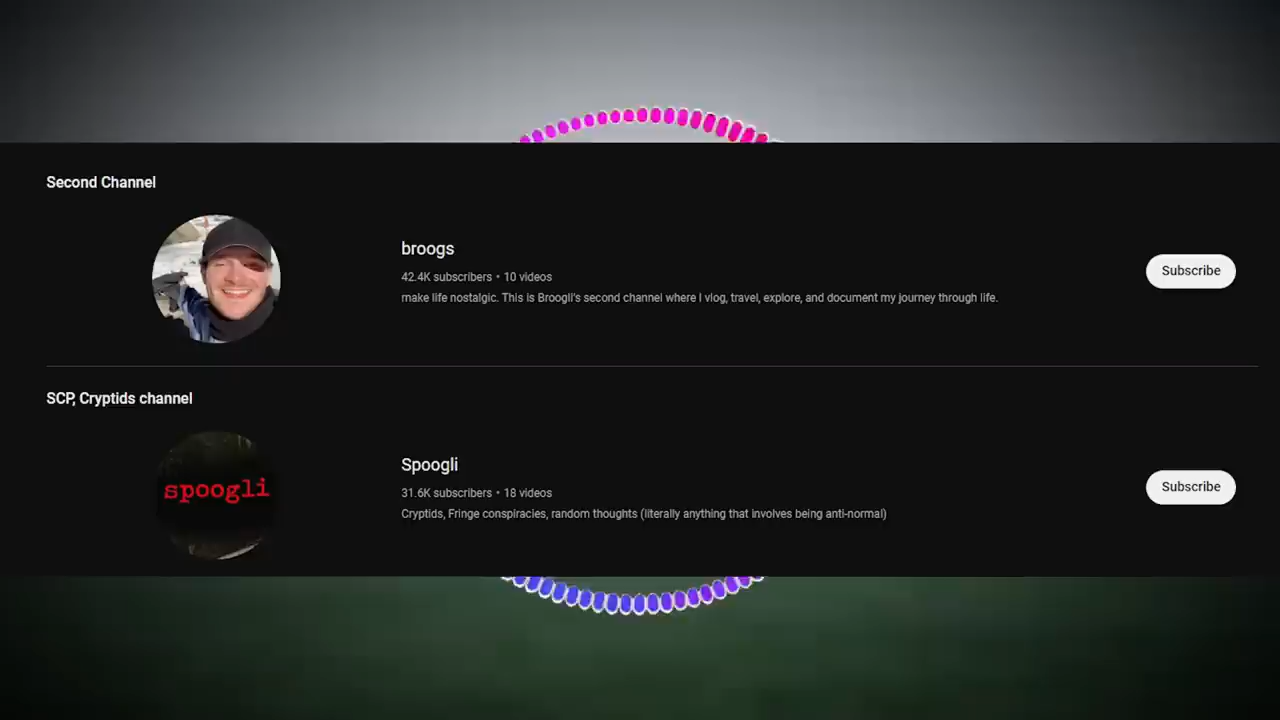 Second Channel
broogs
42.4K subscribers • 10 videos
Subscribe
make life nostalgic. This is Broogli's second channel where I vlog, travel, explore, and document my journey through life.
SCP, Cryptids channel
spoogli
Spoogli
31.6K subscribers • 18 videos
Subscribe
Cryptids, Fringe conspiracies, random thoughts (literally anything that involves being anti-normal)